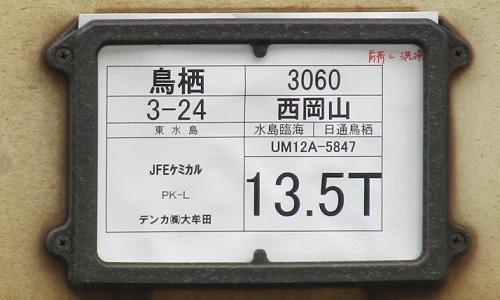 鳥栖 3060
3-24 西岡山
東水島 水島臨海 日通鳥栖
UM12A-5847
JFEケミカル
PK-L
13.5T
デンカ㈱大牟田